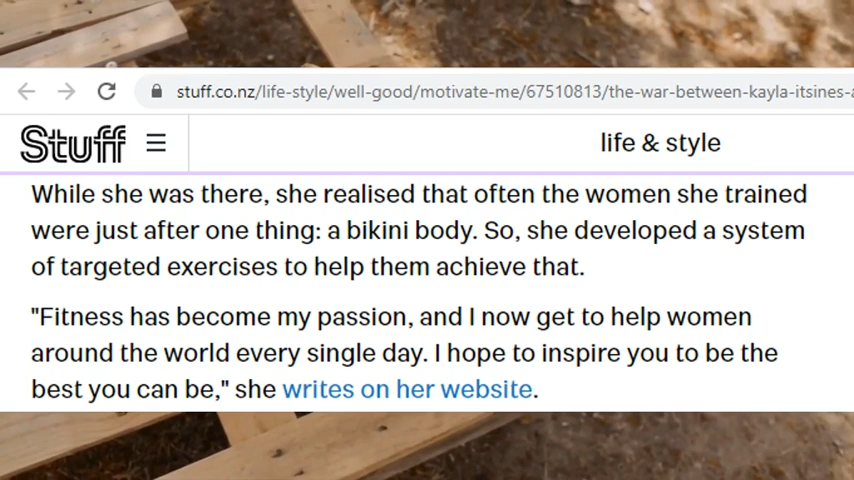 stuff.co.nz/life-style/well-good/motivate-me/67510813/the-war-between-kayla-itsines-a
Stuff
life & style
While she was there, she realised that often the women she trained
were just after one thing: a bikini body. So, she developed a system
of targeted exercises to help them achieve that.
"Fitness has become my passion, and I now get to help women
around the world every single day. I hope to inspire you to be the
best you can be," she writes on her website.